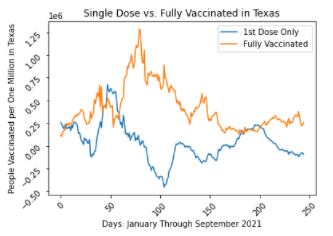 Single Dose vs. Fully Vaccinated in Texas
1e6
People Vaccinated per One Million in Texas
1.25
1.00
0.75
0.50
0.25
0.00
−0.25
−0.50
1st Dose Only
Fully Vaccinated
0
50
100
150
200
250
Days: January Through September 2021